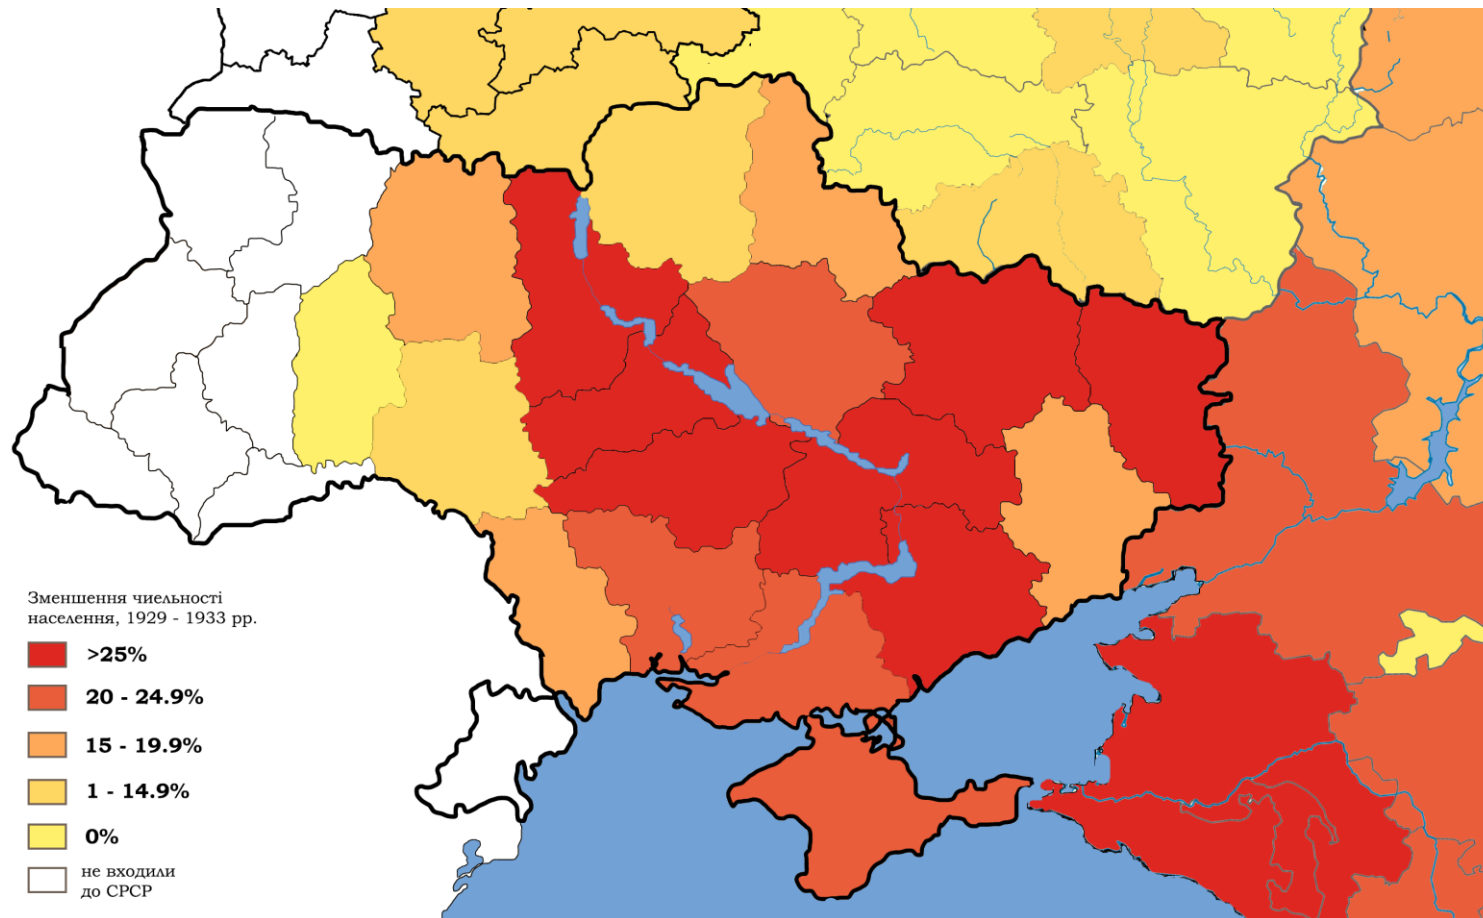 Зменшення чиельності
населення, 1929 - 1933 рр.
>25%
20 - 24.9%
15 - 19.9%
1 - 14.9%
0%
не входили
до СРСР